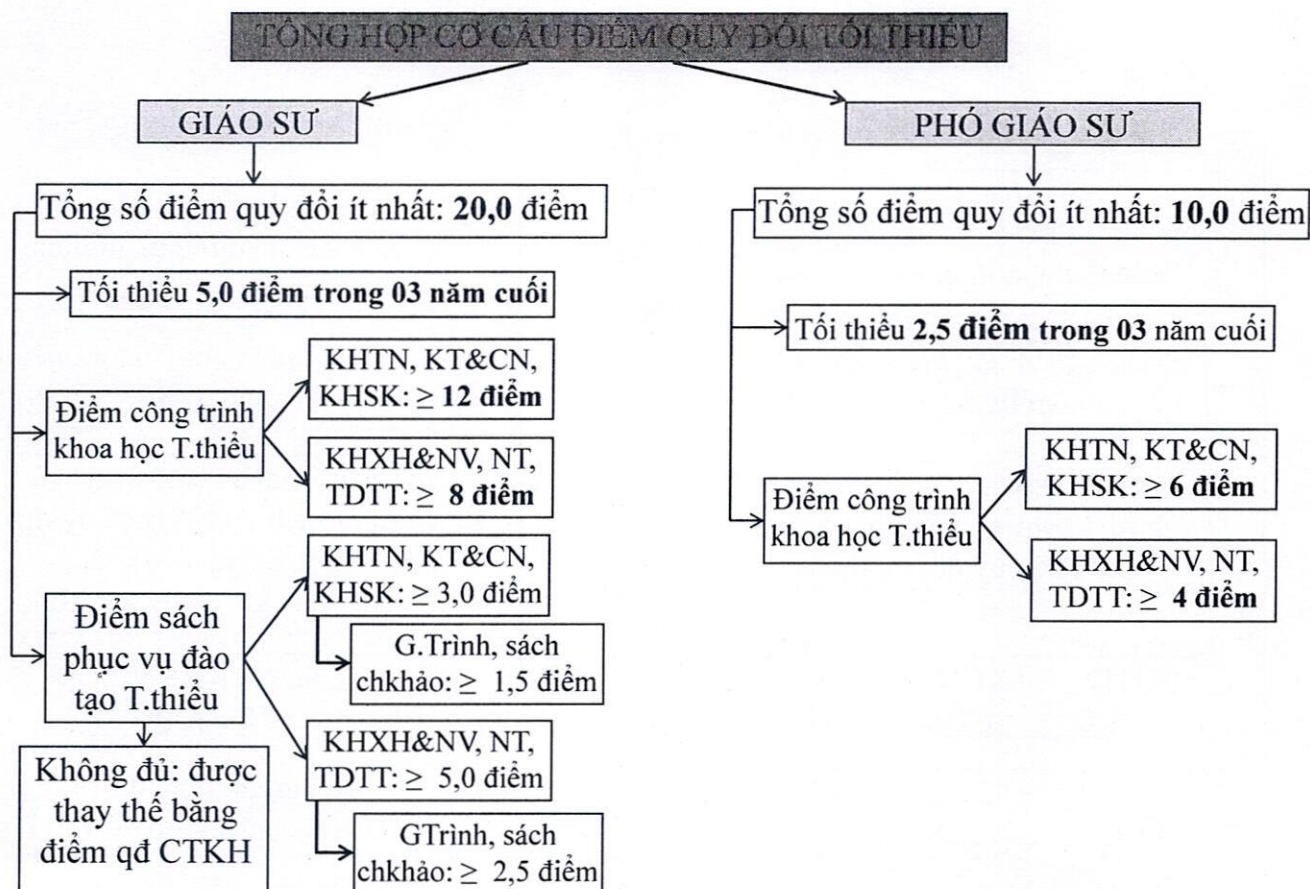 TỔNG HỢP CƠ CẤU ĐIỂM QUY ĐỔI TỐI THIỂU
GIÁO SƯ
Tổng số điểm quy đổi ít nhất: 20,0 điểm
Tối thiểu 5,0 điểm trong 03 năm cuối
Điểm công trình
khoa học T.thiểu
KHTN, KT&CN,
KHSK: ≥ 12 điểm
KHXH&NV, NT,
TDTT: ≥ 8 điểm
Điểm sách
phục vụ đào
tạo T.thiểu
KHTN, KT&CN,
KHSK: ≥ 3,0 điểm
G.Trình, sách
chkhảo: ≥ 1,5 điểm
KHXH&NV, NT,
TDTT: ≥ 5,0 điểm
GTrình, sách
chkhảo: ≥ 2,5 điểm
Không đủ: được
thay thế bằng
điểm qđ CTKH
PHÓ GIÁO SƯ
Tổng số điểm quy đổi ít nhất: 10,0 điểm
Tối thiểu 2,5 điểm trong 03 năm cuối
Điểm công trình
khoa học T.thiểu
KHTN, KT&CN,
KHSK: ≥ 6 điểm
KHXH&NV, NT,
TDTT: ≥ 4 điểm